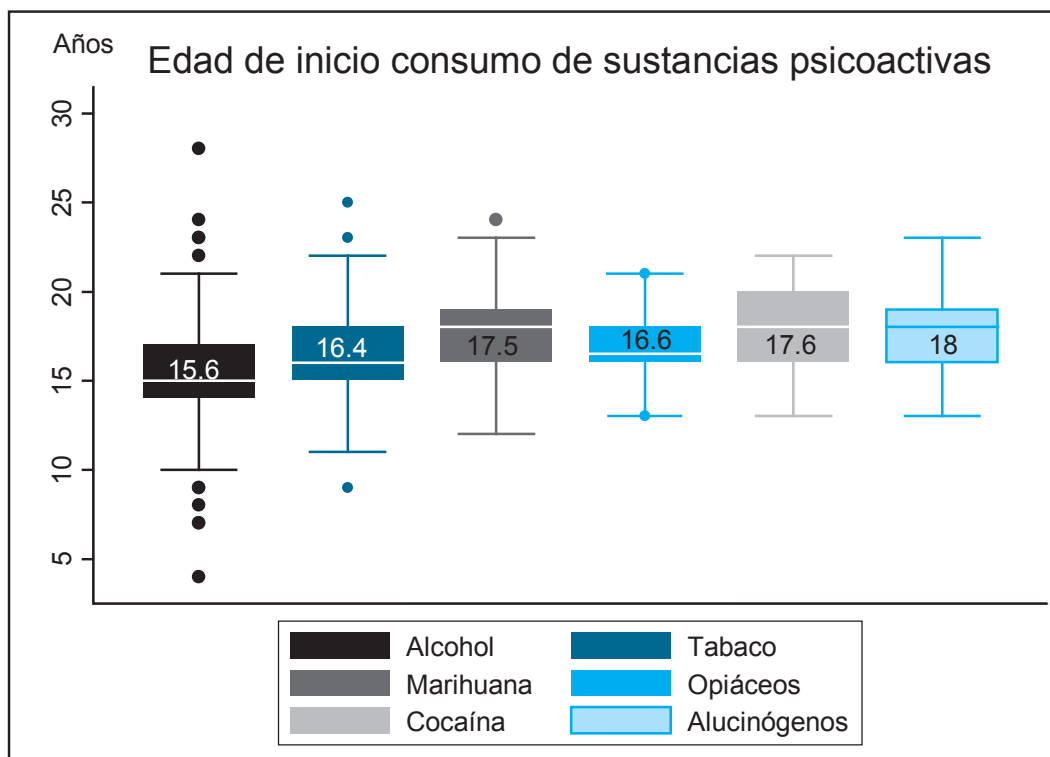 Años
Edad de inicio consumo de sustancias psicoactivas
30
25
20
15
10
5
15.6
16.4
17.5
16.6
17.6
18
Alcohol
Tabaco
Marihuana
Opiáceos
Cocaína
Alucinógenos